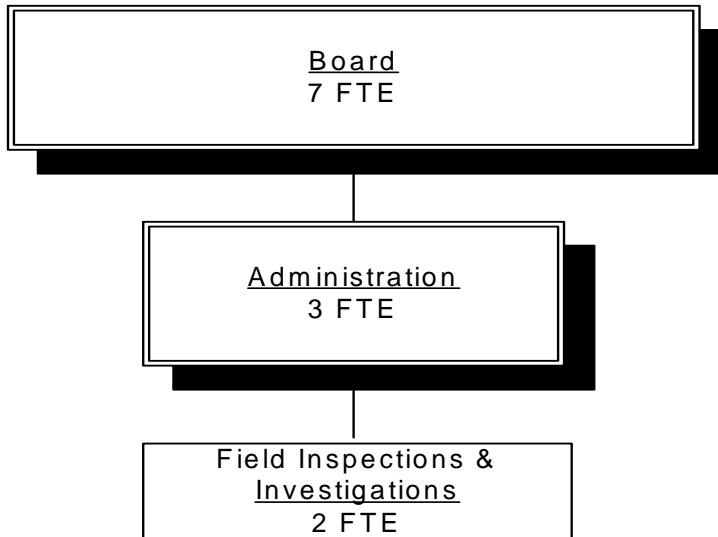 Board
7 FTE
Administration
3 FTE
Field Inspections &
Investigations
2 FTE